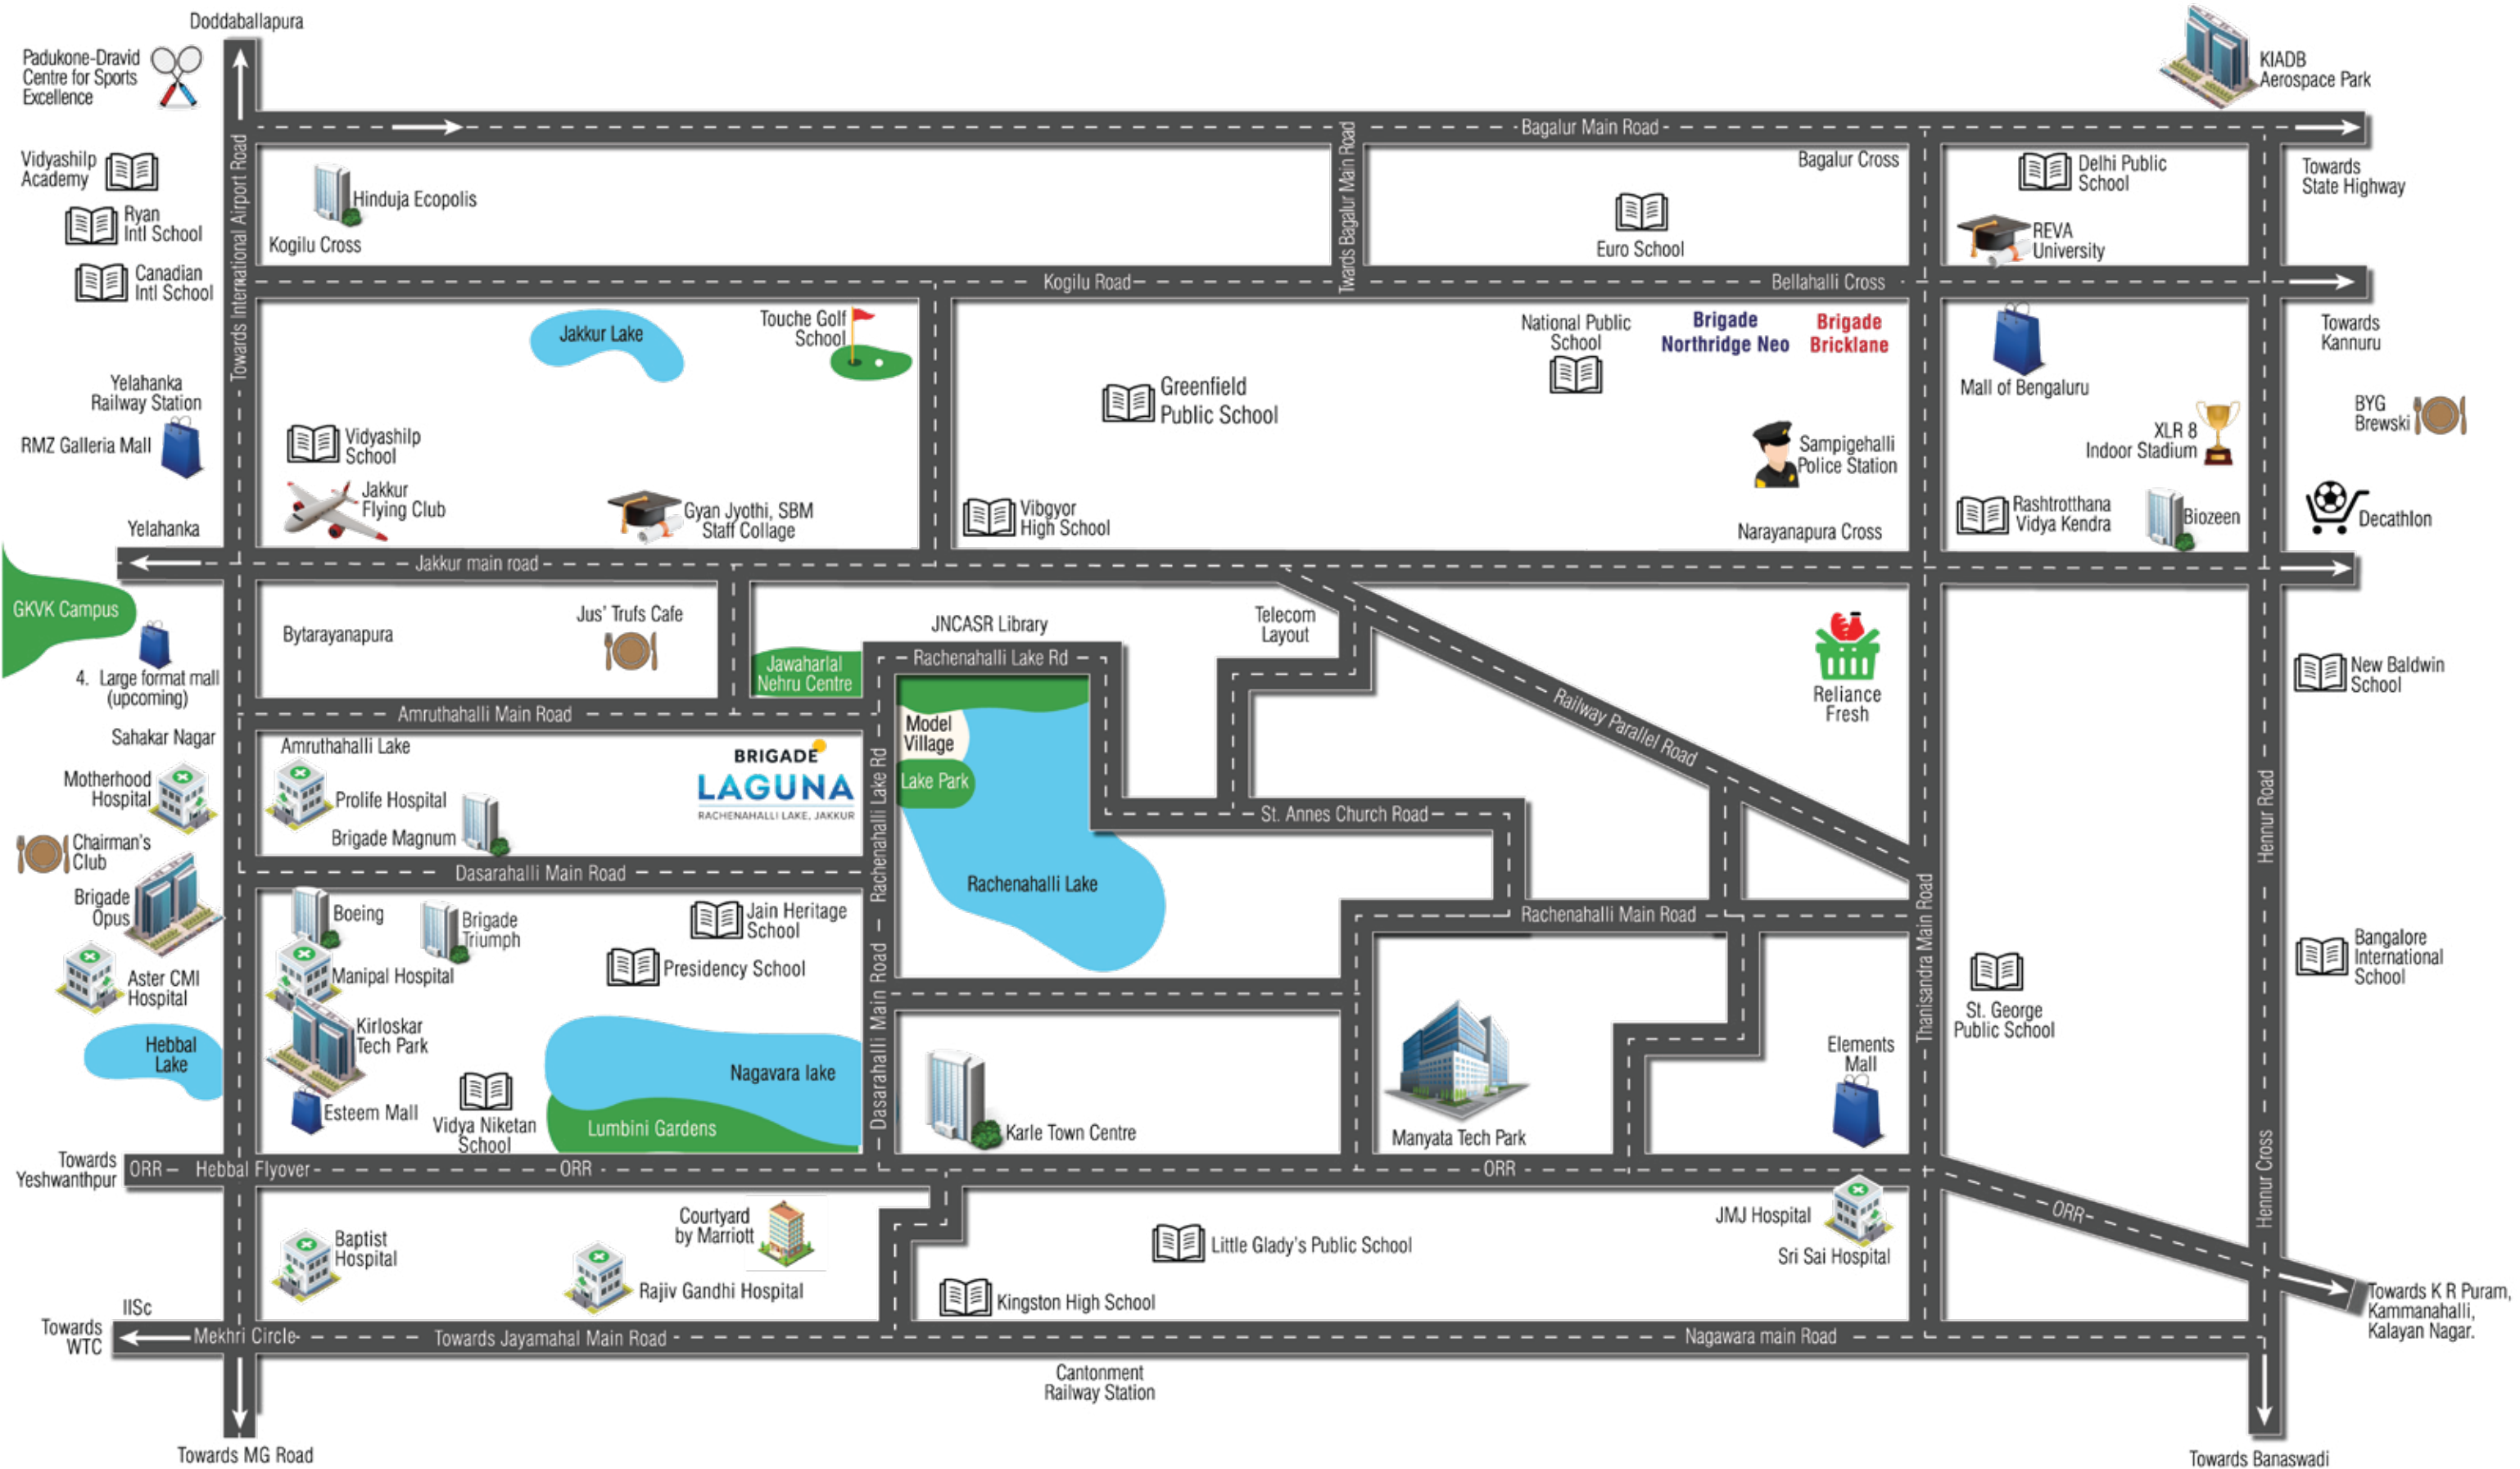 Doddaballapura
Padukone-Dravid
Centre for Sports
Excellence
KIADB
Aerospace Park
Bagalur Main Road
Towards International Airport Road
Twards Bagalur Main Road
Vidyashilp
Academy
Ryan
Intl School
Canadian
Intl School
Hinduja Ecopolis
Kogilu Cross
Bagalur Cross
Euro School
Delhi Public
School
REVA
University
Towards
State Highway
Kogilu Road
Bellahalli Cross
Jakkur Lake
Touche Golf
School
National Public
School
Brigade
Northridge Neo
Brigade
Bricklane
Mall of Bengaluru
Towards
Kannuru
Yelahanka
Railway Station
RMZ Galleria Mall
Greenfield
Public School
Vidyashilp
School
Jakkur
Flying Club
Gyan Jyothi, SBM
Staff Collage
Vibgyor
High School
Sampigehalli
Police Station
Narayanapura Cross
XLR 8
Indoor Stadium
Rashtrotthana
Vidya Kendra
Biozeen
BYG
Brewski
Decathlon
Yelahanka
Jakkur main road
GKVK Campus
4. Large format mall
(upcoming)
Bytarayanapura
Jus' Trufs Cafe
JNCASR Library
Jawaharlal
Nehru Centre
Rachenahalli Lake Rd
Telecom
Layout
Railway Parallel Road
Reliance
Fresh
New Baldwin
School
Amruthahalli Main Road
Sahakar Nagar
Motherhood
Hospital
Chairman's
Club
Brigade
Opus
Aster CMI
Hospital
Hebbal
Lake
Amruthahalli Lake
Prolife Hospital
Brigade Magnum
BRIGADE
LAGUNA
RACHENAHALLI LAKE, JAKKUR
Rachenahalli Lake Rd
Model
Village
Lake Park
Rachenahalli Lake
St. Annes Church Road
Hennur Road
Dasarahalli Main Road
Boeing
Brigade
Triumph
Jain Heritage
School
Presidency School
Manipal Hospital
Kirloskar
Tech Park
Esteem Mall
Vidya Niketan
School
Nagavara lake
Lumbini Gardens
Dasarahalli Main Road
Karle Town Centre
Rachenahalli Main Road
Manyata Tech Park
Elements
Mall
Thanisandra Main Road
St. George
Public School
Bangalore
International
School
Hennur Cross
Towards
Yeshwanthpur
ORR
Hebbal Flyover
ORR
ORR
ORR
Baptist
Hospital
Courtyard
by Marriott
Rajiv Gandhi Hospital
Little Glady's Public School
Kingston High School
JMJ Hospital
Sri Sai Hospital
Towards K R Puram,
Kammanahalli,
Kalayan Nagar.
IISc
Towards
WTC
Mekhri Circle
Towards Jayamahal Main Road
Nagawara main Road
Cantonment
Railway Station
Towards MG Road
Towards Banaswadi